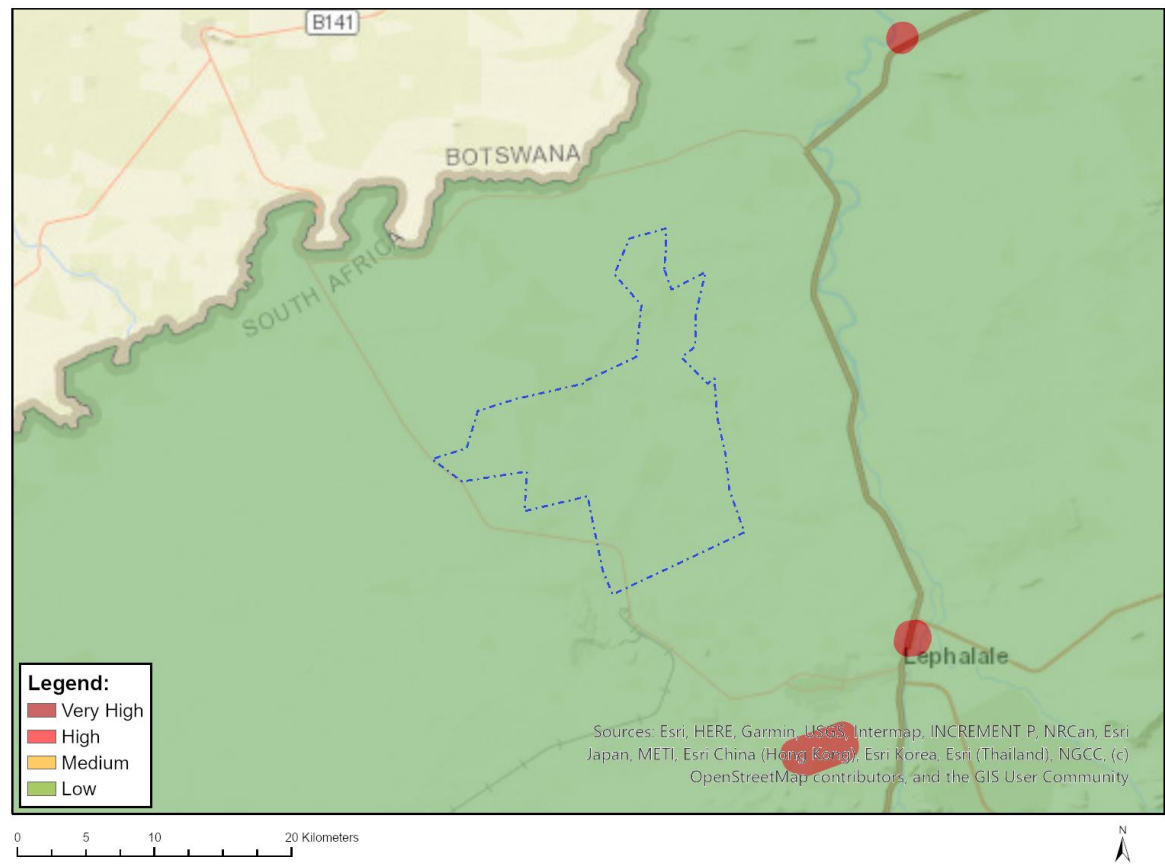 B141
BOTSWANA
SOUTH AFRICA
Lephalale
Legend:
Very High
High
Medium
Low
Sources: Esri, HERE, Garmin, USGS, Intermap, INCREMENT P, NRCan, Esri
Japan, METI, Esri China (Hong Kong), Esri Korea, Esri (Thailand), NGCC, (c)
OpenStreetMap contributors, and the GIS User Community
0 5 10 20 Kilometers
N